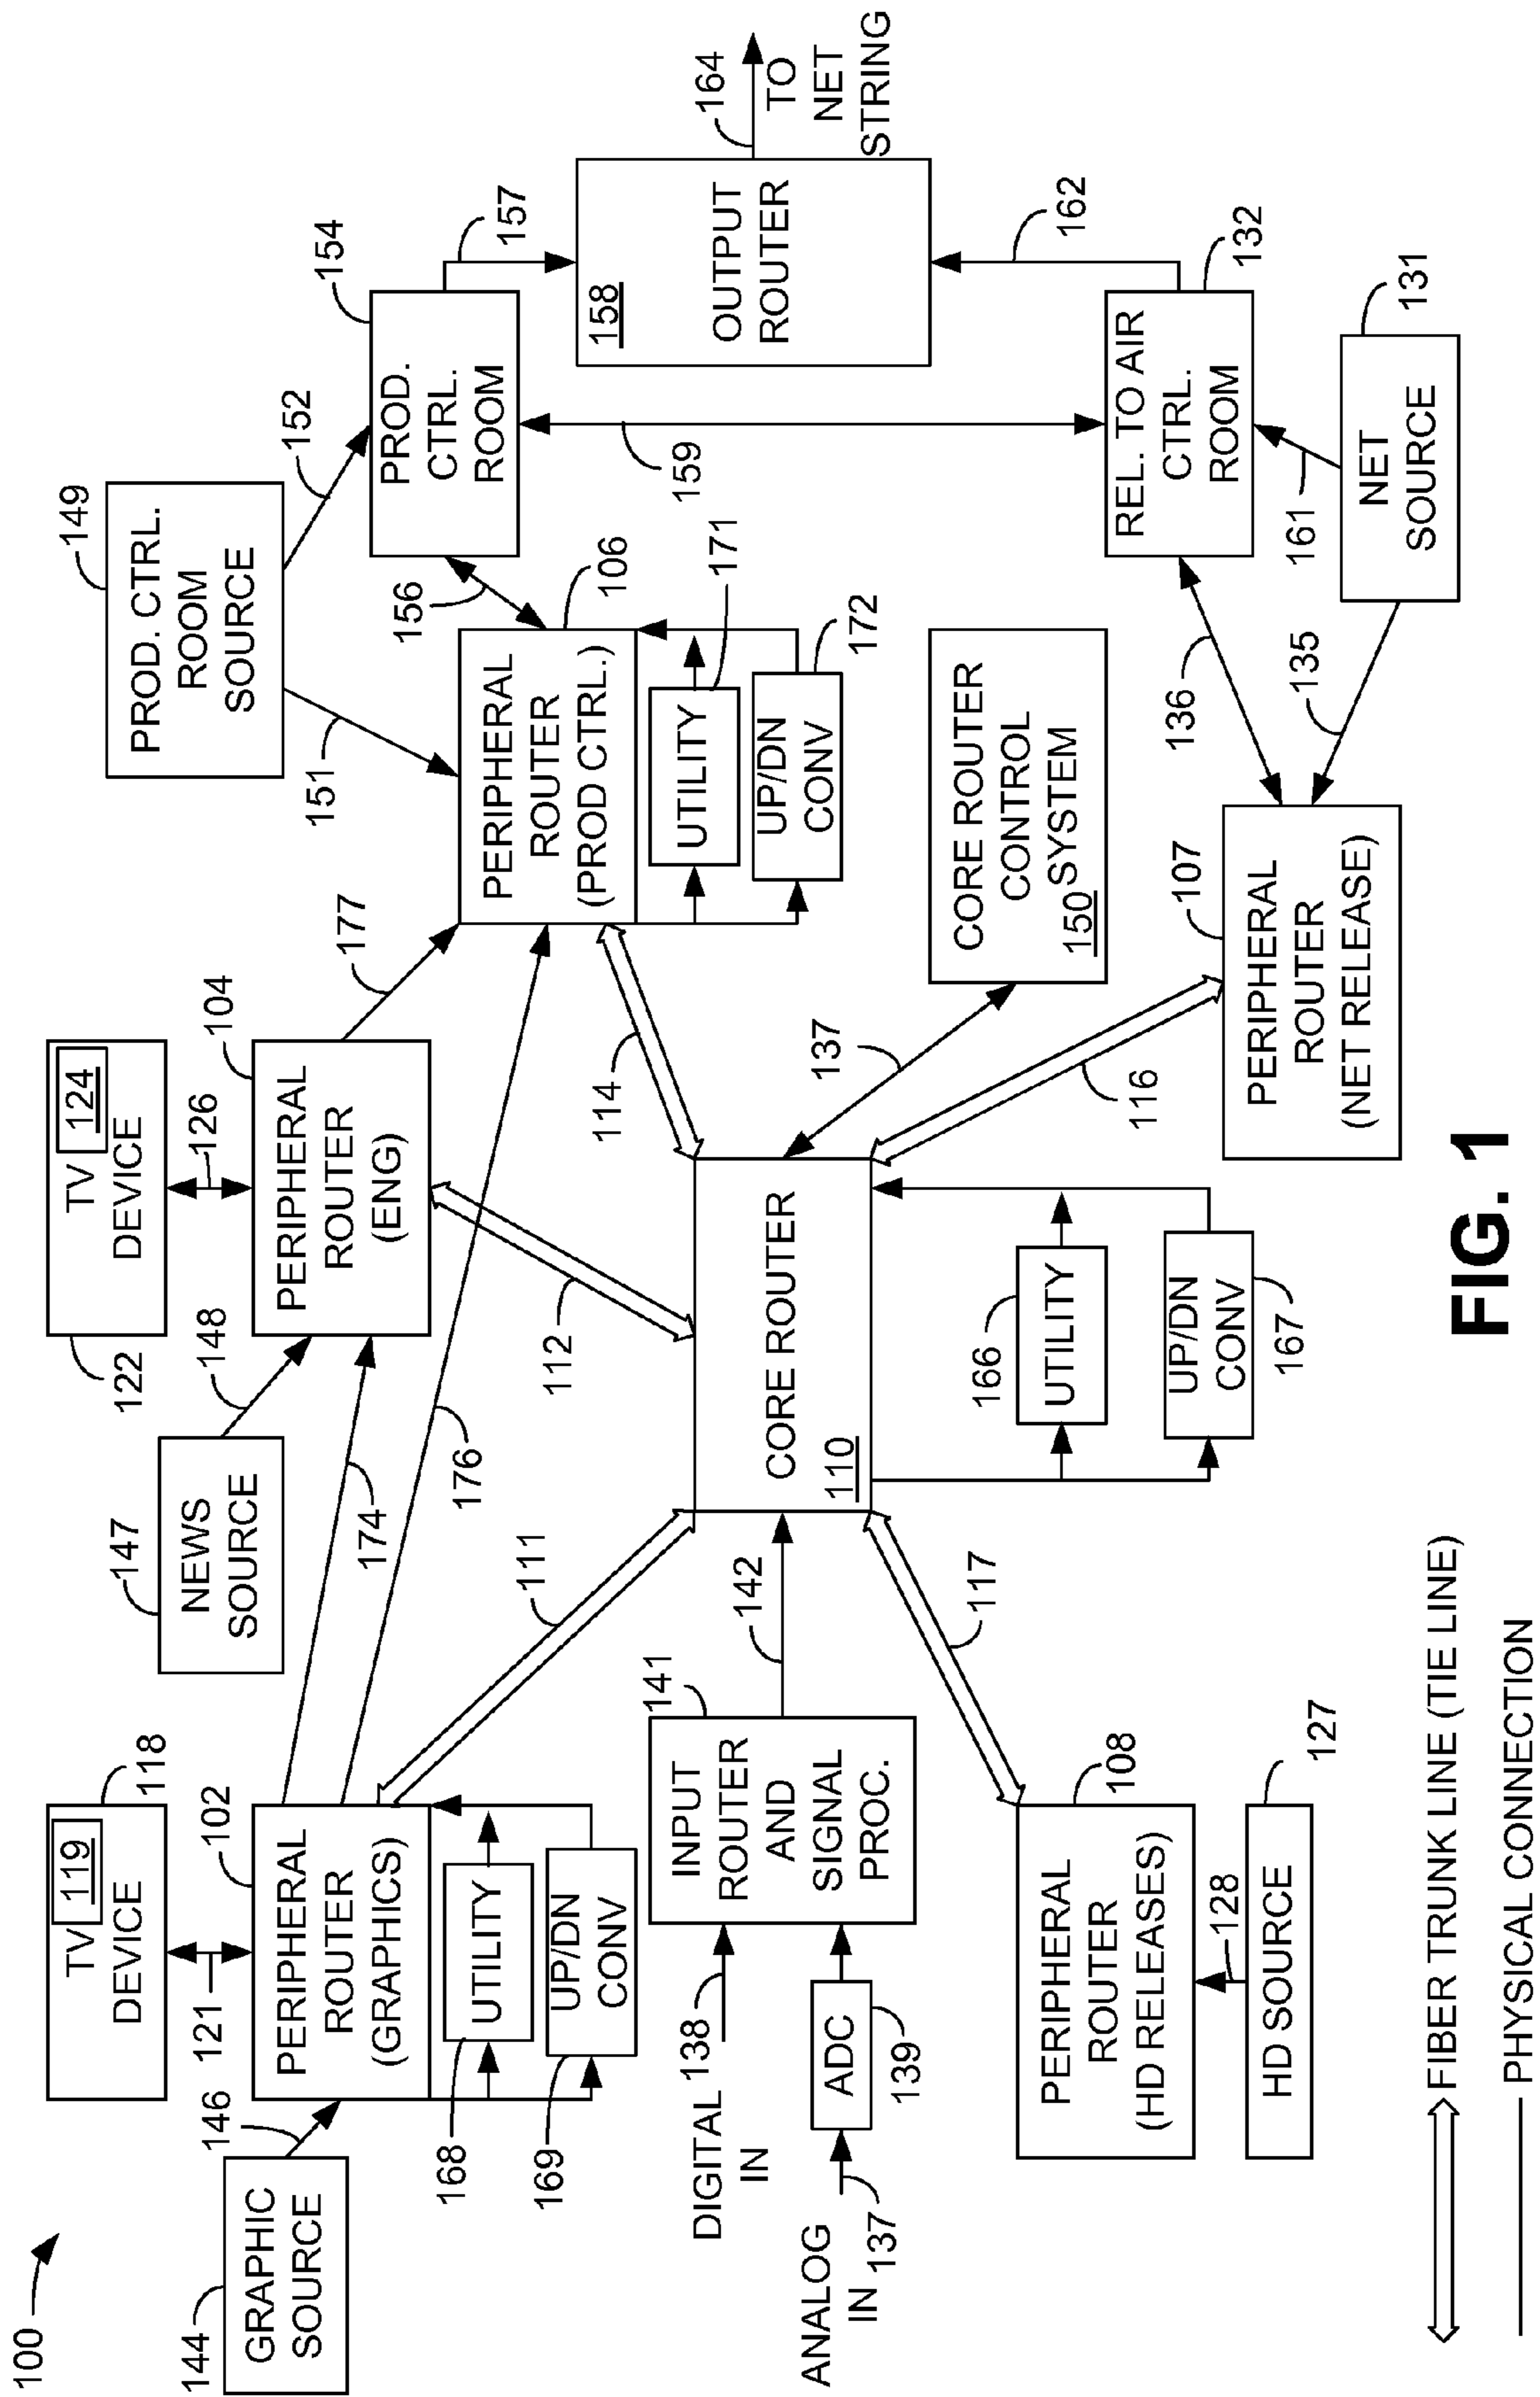 100
144
GRAPHIC
SOURCE
146
121
TV 119
DEVICE
118
102
PERIPHERAL
ROUTER
(GRAPHICS)
168
UTILITY
169
UP/DN
CONV
147
NEWS
SOURCE
148
122
TV 124
DEVICE
126
104
PERIPHERAL
ROUTER
(ENG)
174
176
177
149
PROD. CTRL.
ROOM
SOURCE
151
152
154
PROD.
CTRL.
ROOM
156
157
159
106
PERIPHERAL
ROUTER
(PROD CTRL.)
171
UTILITY
UP/DN
CONV
172
158
OUTPUT
ROUTER
164
TO
NET
STRING
162
132
REL. TO AIR
CTRL.
ROOM
161
131
NET
SOURCE
136
135
107
PERIPHERAL
ROUTER
(NET RELEASE)
CORE ROUTER
CONTROL
150 SYSTEM
137
114
116
112
111
CORE ROUTER
110
166
UTILITY
UP/DN
CONV
167
142
141
INPUT
ROUTER
AND
SIGNAL
PROC.
DIGITAL 138
IN
ADC
139
ANALOG
IN 137
117
108
PERIPHERAL
ROUTER
(HD RELEASES)
128
HD SOURCE
127
FIBER TRUNK LINE (TIE LINE)
PHYSICAL CONNECTION
FIG. 1